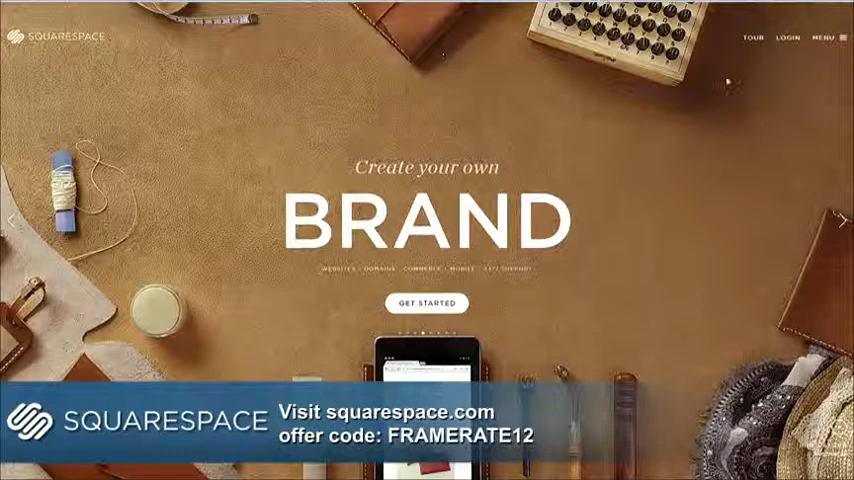 SQUARESPACE
TOUR LOGIN MENU
Create your own
BRAND
WEBSITES DOMAINS COMMERCE MOBILE 24/7 SUPPORT
GET STARTED
SQUARESPACE
Visit squarespace.com
offer code: FRAMERATE12